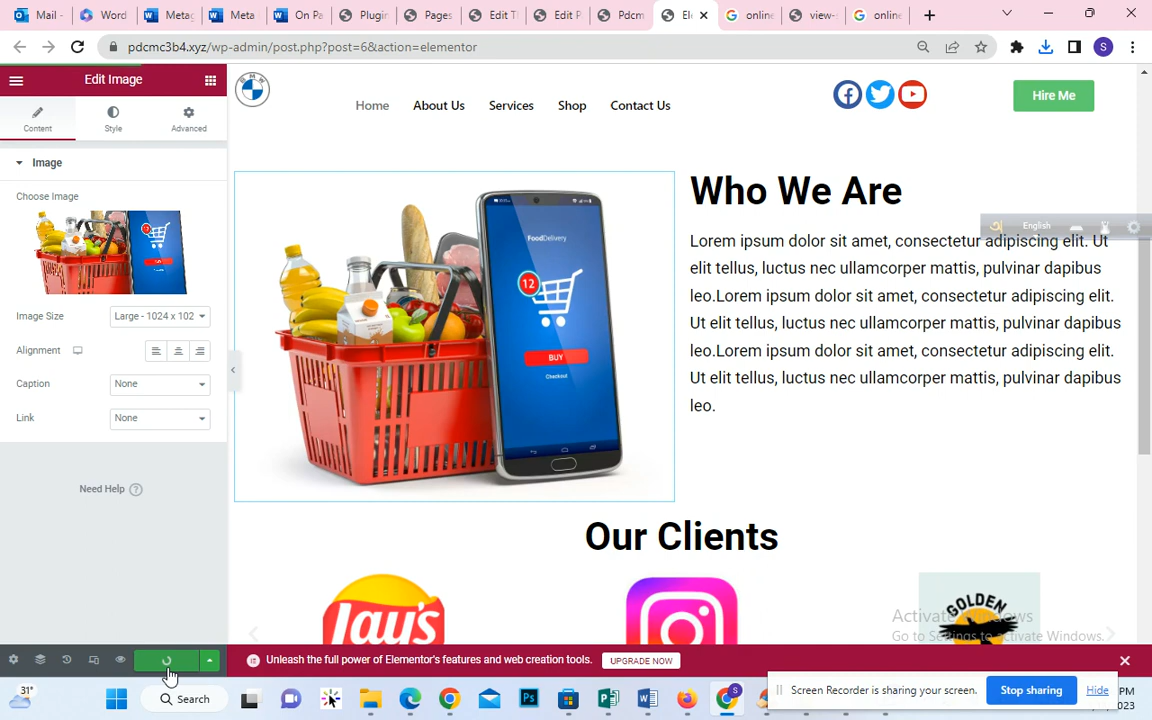 Mail -
Word
Metag
Meta
On Pa
Plugin
Pages
Edit T
Edit P
Pdcm
El
online
view-
online
pdcmc3b4.xyz/wp-admin/post.php?post=6&action=elementor
S
Edit Image
Content
Style
Advanced
Image
Choose Image
Image Size
Large - 1024 x 102
Alignment
Caption
None
Link
None
Need Help
Home
About Us
Services
Shop
Contact Us
Hire Me
FoodDelivery
12
BUY
Checkout
Who We Are
English
Lorem ipsum dolor sit amet, consectetur adipiscing elit. Ut
elit tellus, luctus nec ullamcorper mattis, pulvinar dapibus
leo.Lorem ipsum dolor sit amet, consectetur adipiscing elit.
Ut elit tellus, luctus nec ullamcorper mattis, pulvinar dapibus
leo.Lorem ipsum dolor sit amet, consectetur adipiscing elit.
Ut elit tellus, luctus nec ullamcorper mattis, pulvinar dapibus
leo.
Our Clients
Lay's
GOLDEN
Activate Windows
Go to Settings to activate Windows.
Unleash the full power of Elementor's features and web creation tools.
UPGRADE NOW
31°
Search
Screen Recorder is sharing your screen.
Stop sharing
Hide
PM
2023